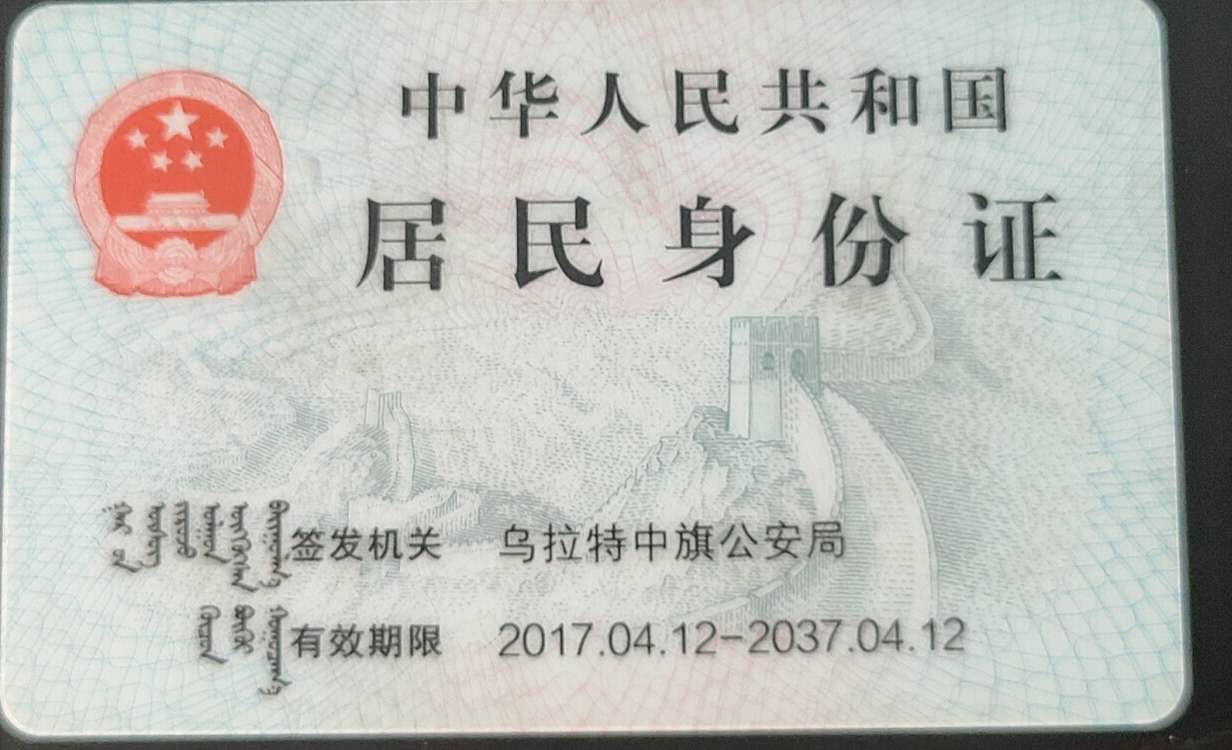 中华人民共和国
居民身份证
签发机关 乌拉特中旗公安局
有效期限 2017.04.12-2037.04.12